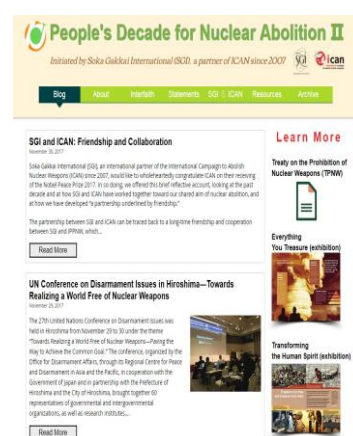 People's Decade for Nuclear Abolition II
Initiated by Soka Gakkai International (SGI), a partner of ICAN since 2007
SGI
ican
Blog About Interfaith Statements SGI | ICAN Resources Archive
SGI and ICAN: Friendship and Collaboration
November 26, 2017
Soka Gakkai International (SGI), an international partner of the International Campaign to Abolish
Nuclear Weapons (ICAN) since 2007, would like to wholeheartedly congratulate ICAN on their receiving
of the Nobel Peace Prize 2017. In so doing, we offered this brief reflective account, looking at the past
decade and at how SGI and ICAN have worked together toward our shared aim of nuclear abolition, and
at how we have developed "a partnership underlined by friendship."
The partnership between SGI and ICAN can be traced back to a long-time friendship and cooperation
between SGI and IPPNW, which...
Read More
UN Conference on Disarmament Issues in Hiroshima—Towards
Realizing a World Free of Nuclear Weapons
November 29, 2017
The 27th United Nations Conference on Disarmament Issues was
held in Hiroshima from November 29 to 30 under the theme
"Towards Realizing a World Free of Nuclear Weapons—Paving the
Way to Achieve the Common Goal." The conference, organized by the
Office for Disarmament Affairs, through its Regional Centre for Peace
and Disarmament in Asia and the Pacific, in cooperation with the
Government of Japan and in partnership with the Prefecture of
Hiroshima and the City of Hiroshima, brought together 60
representatives of governmental and intergovernmental
organizations, as well as research institutes,...
Read More
Learn More
Treaty on the Prohibition of
Nuclear Weapons (TPNW)
Everything
You Treasure (exhibition)
Transforming
the Human Spirit (exhibition)